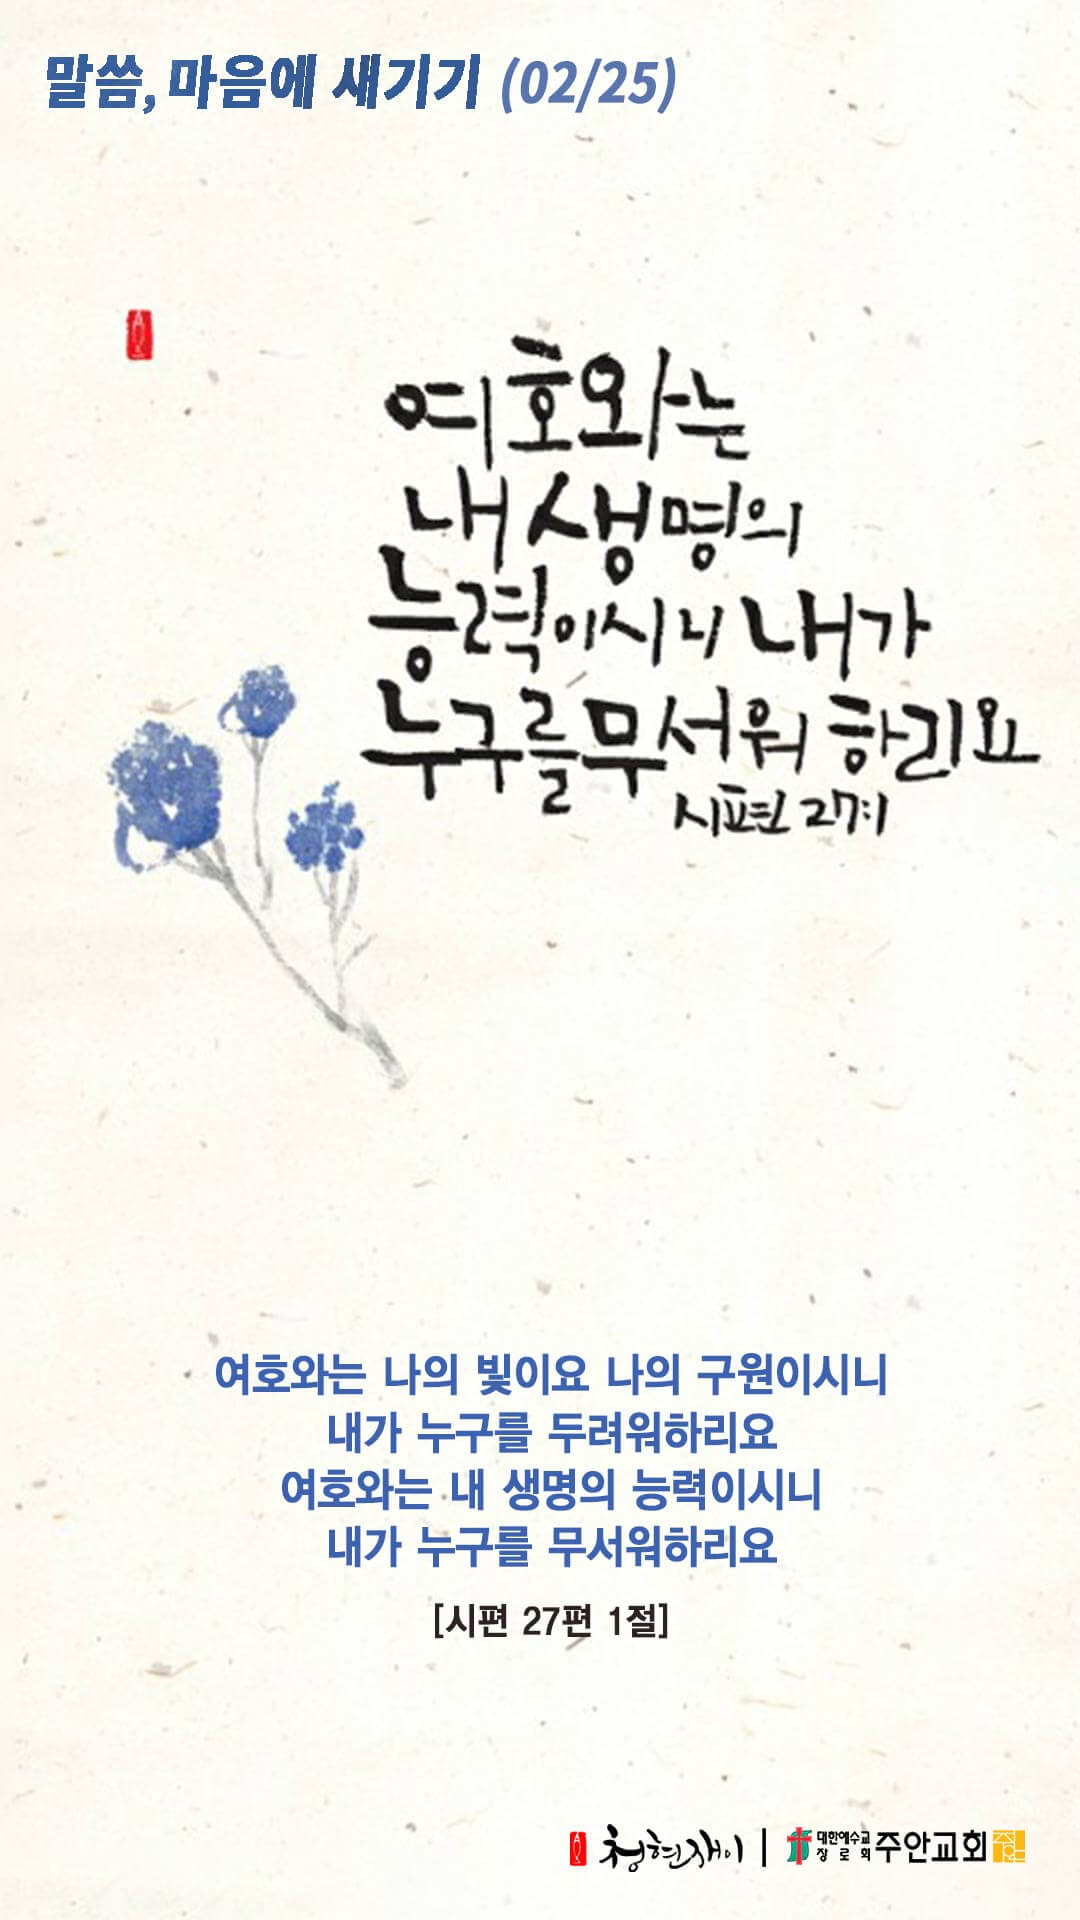 말씀, 마음에 새기기 (02/25)
여호와는
내 생명의
능력이시니 내가
누구를 무서워 하리요
시편 27:1
여호와는 나의 빛이요 나의 구원이시니
내가 누구를 두려워하리요
여호와는 내 생명의 능력이시니
내가 누구를 무서워하리요
[시편 27편 1절]
청현재이 | 대한예수교장로회 주안교회